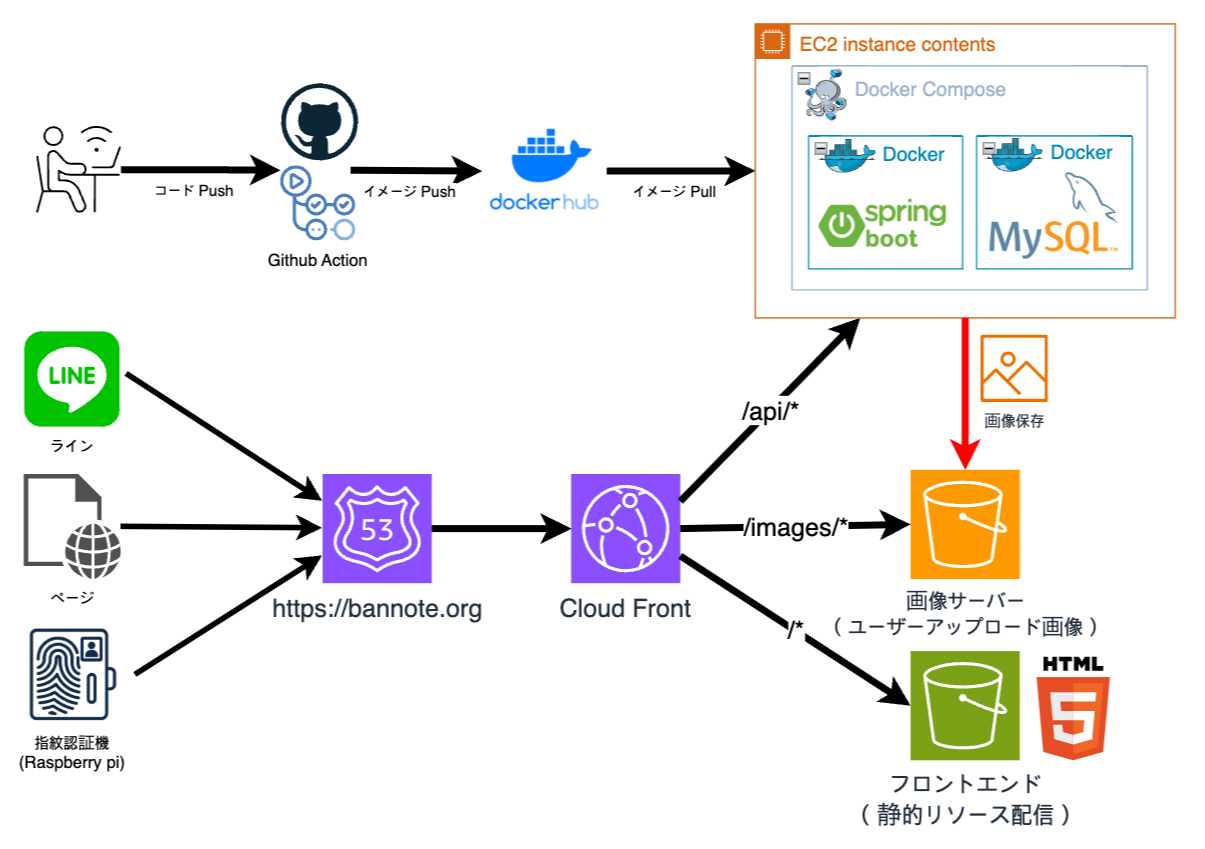 EC2 instance contents
Docker Compose
Docker
spring
boot
Docker
MySQL™
コード Push
イメージ Push
docker hub
イメージ Pull
Github Action
LINE
ライン
ページ
指紋認証機
(Raspberry pi)
53
https://bannote.org
Cloud Front
/api/*
/images/*
/*
画像保存
画像サーバー
( ユーザーアップロード画像 )
HTML
5
フロントエンド
( 静的リソース配信 )